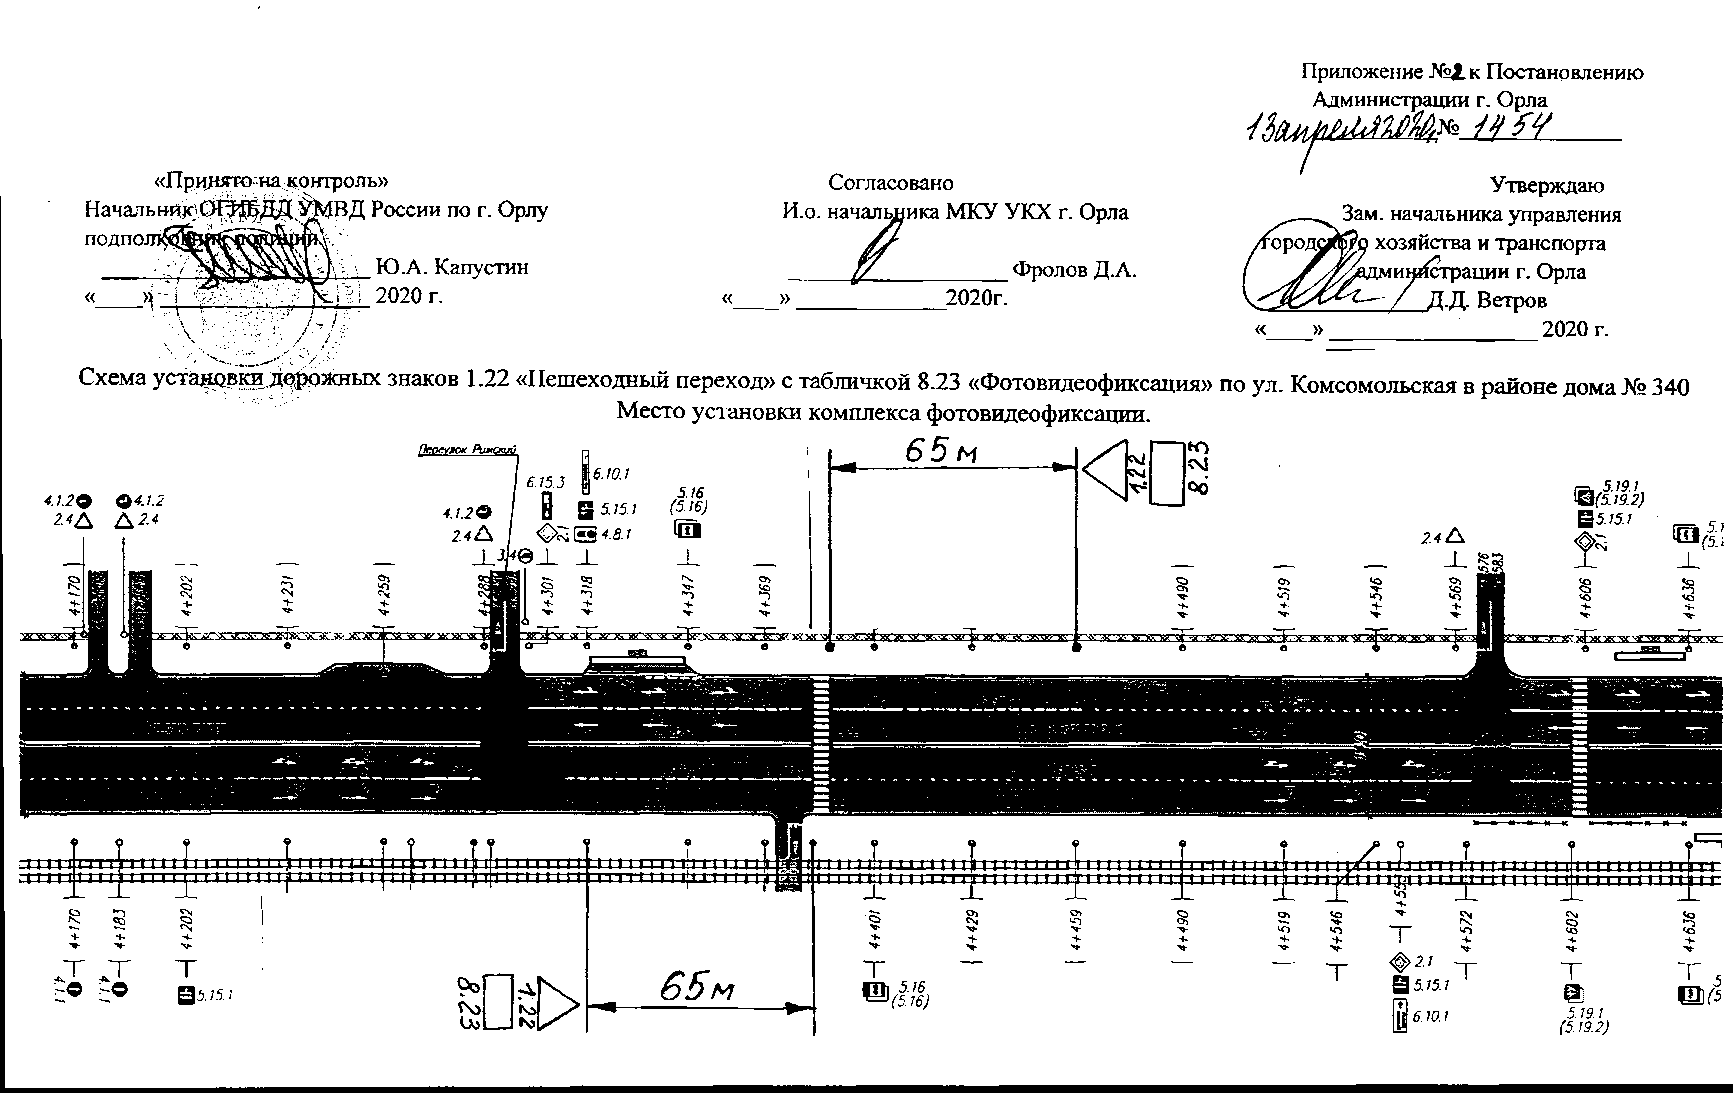 Приложение №2 к Постановлению
Администрации г. Орла
13 апреля 2020г. № 1454
«Принято на контроль»
Начальник ОГИБДД УМВД России по г. Орлу
подполковник полиции
Ю.А. Капустин
«____» 2020 г.
Согласовано
И.о. начальника МКУ УКХ г. Орла
Фролов Д.А.
«____» 2020г.
Утверждаю
Зам. начальника управления
городского хозяйства и транспорта
администрации г. Орла
Д.Д. Ветров
«____» 2020 г.
Схема установки дорожных знаков 1.22 «Пешеходный переход» с табличкой 8.23 «Фотовидеофиксация» по ул. Комсомольская в районе дома № 340
Место установки комплекса фотовидеофиксации.
Переулок Римский
65 м
1.22
8.23
4.1.2
2.4
4.1.2
2.4
4.1.2
2.4
3.4
6.15.3
2.1
6.10.1
5.15.1
4.8.1
5.16
(5.16)
2.4
5.19.1
(5.19.2)
5.15.1
2.1
4+170
4+202
4+231
4+259
4+288
4+301
4+318
4+347
4+369
4+490
4+519
4+546
4+569
576
583
4+606
4+636
4+170
4+183
4+202
4+401
4+429
4+459
4+490
4+519
4+546
4+572
4+602
4+636
4.1.1
4.1.1
5.15.1
8.23
1.22
65 м
5.16
(5.16)
2.1
5.15.1
6.10.1
5.19.1
(5.19.2)